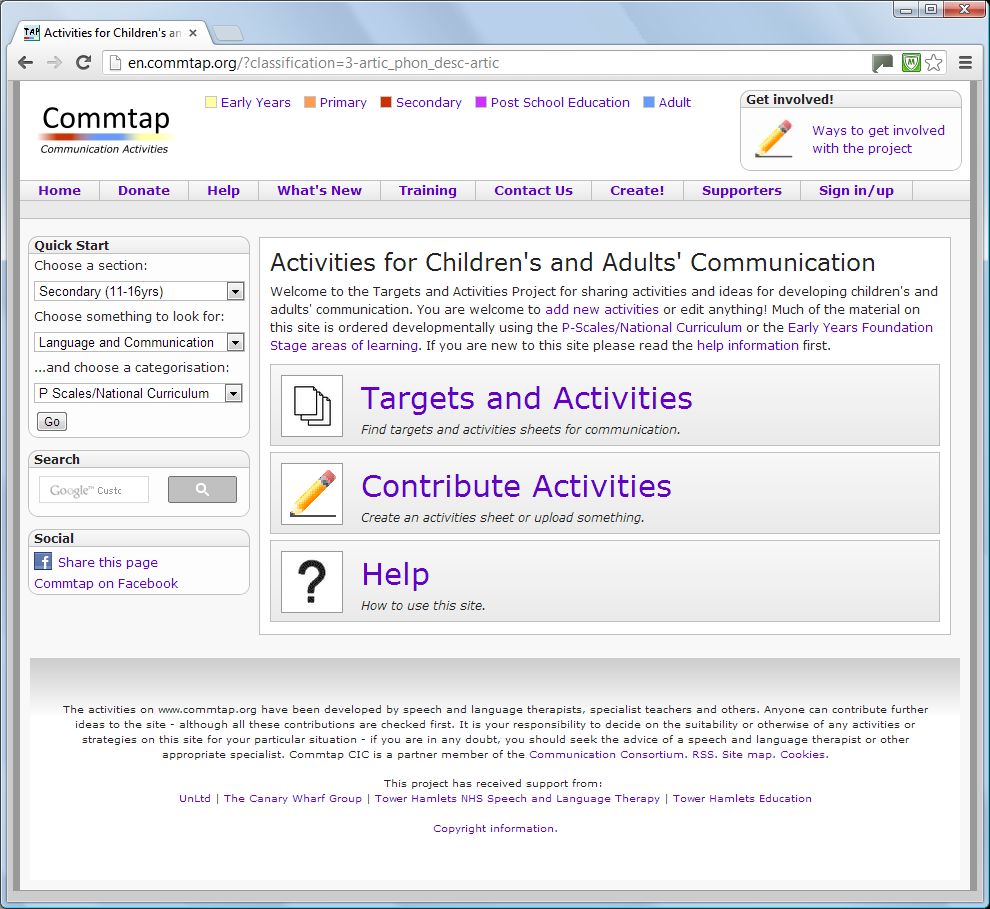 TAP Activities for Children's an
en.commtap.org/?classification=3-artic_phon_desc-artic
Commtap
Communication Activities
Early Years Primary Secondary Post School Education Adult
Get involved!
Ways to get involved
with the project
Home Donate Help What's New Training Contact Us Create! Supporters Sign in/up
Quick Start
Choose a section:
Secondary (11-16yrs)
Choose something to look for:
Language and Communication
...and choose a categorisation:
P Scales/National Curriculum
Go
Search
Google™ Custo
Social
Share this page
Commtap on Facebook
Activities for Children's and Adults' Communication
Welcome to the Targets and Activities Project for sharing activities and ideas for developing children's and
adults' communication. You are welcome to add new activities or edit anything! Much of the material on
this site is ordered developmentally using the P-Scales/National Curriculum or the Early Years Foundation
Stage areas of learning. If you are new to this site please read the help information first.
Targets and Activities
Find targets and activities sheets for communication.
Contribute Activities
Create an activities sheet or upload something.
?
Help
How to use this site.
The activities on www.commtap.org have been developed by speech and language therapists, specialist teachers and others. Anyone can contribute further
ideas to the site - although all these contributions are checked first. It is your responsibility to decide on the suitability or otherwise of any activities or
strategies on this site for your particular situation - if you are in any doubt, you should seek the advice of a speech and language therapist or other
appropriate specialist. Commtap CIC is a partner member of the Communication Consortium. RSS. Site map. Cookies.
This project has received support from:
UnLtd | The Canary Wharf Group | Tower Hamlets NHS Speech and Language Therapy | Tower Hamlets Education
Copyright information.